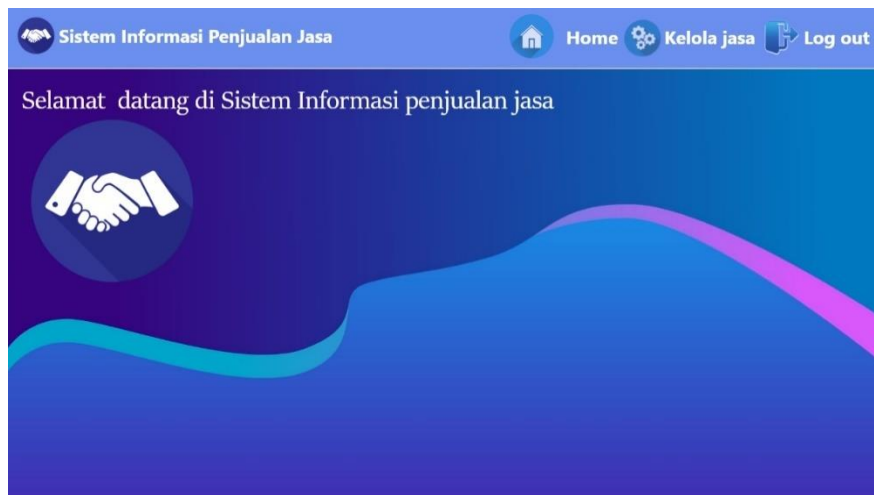 Sistem Informasi Penjualan Jasa Home Kelola jasa Log out
Selamat datang di Sistem Informasi penjualan jasa